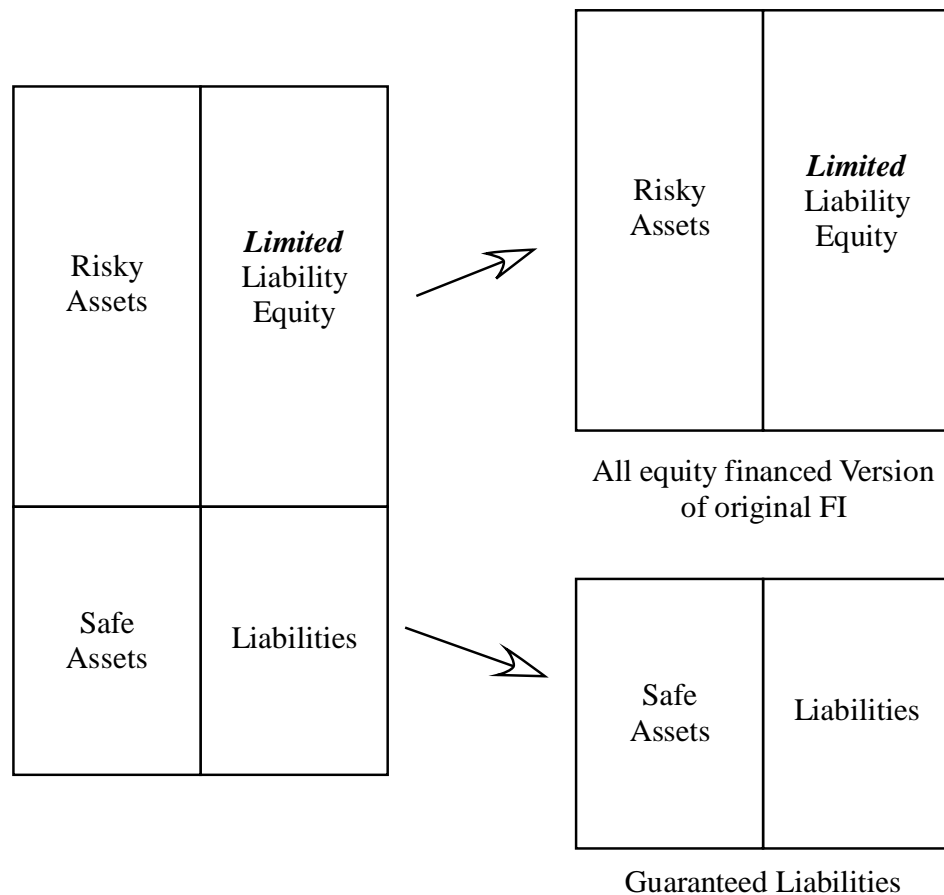 Risky
Assets
Limited
Liability
Equity
Safe
Assets
Liabilities
Risky
Assets
Limited
Liability
Equity
All equity financed Version
of original FI
Safe
Assets
Liabilities
Guaranteed Liabilities